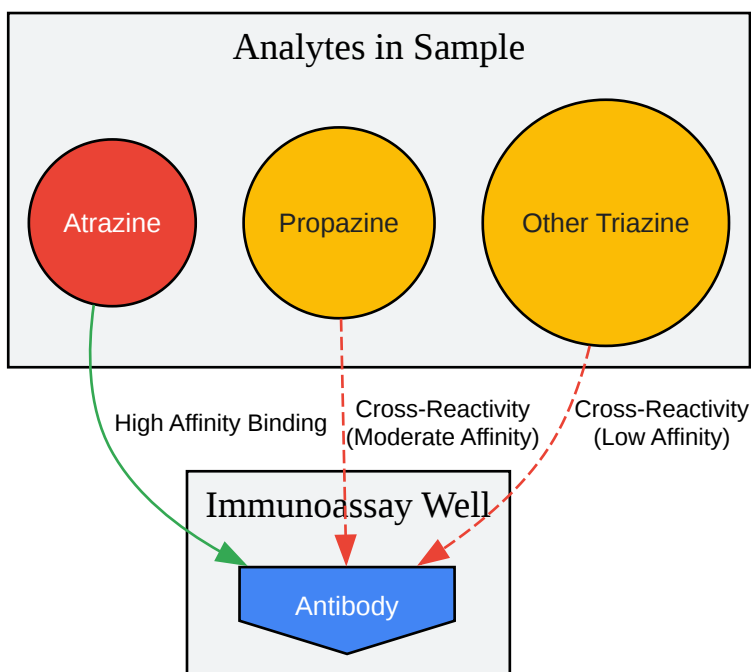 Analytes in Sample
Atrazine
Propazine
Other Triazine
High Affinity Binding
Cross-Reactivity
(Moderate Affinity)
Cross-Reactivity
(Low Affinity)
Immunoassay Well
Antibody